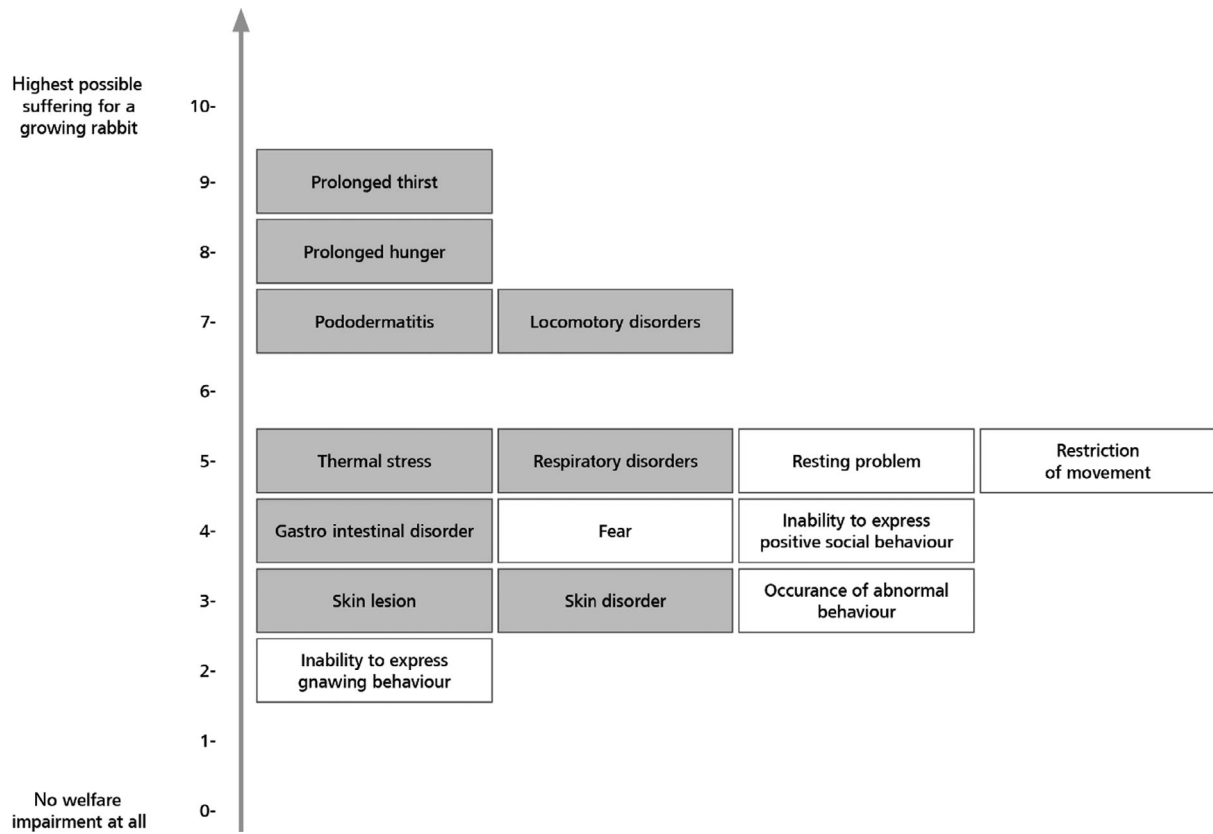 Highest possible
suffering for a
growing rabbit
10-
9-
Prolonged thirst
8-
Prolonged hunger
7-
Pododermatitis
Locomotory disorders
6-
5-
Thermal stress
Respiratory disorders
Resting problem
Restriction
of movement
4-
Gastro intestinal disorder
Fear
Inability to express
positive social behaviour
3-
Skin lesion
Skin disorder
Occurance of abnormal
behaviour
2-
Inability to express
gnawing behaviour
1-
No welfare
impairment at all
0-